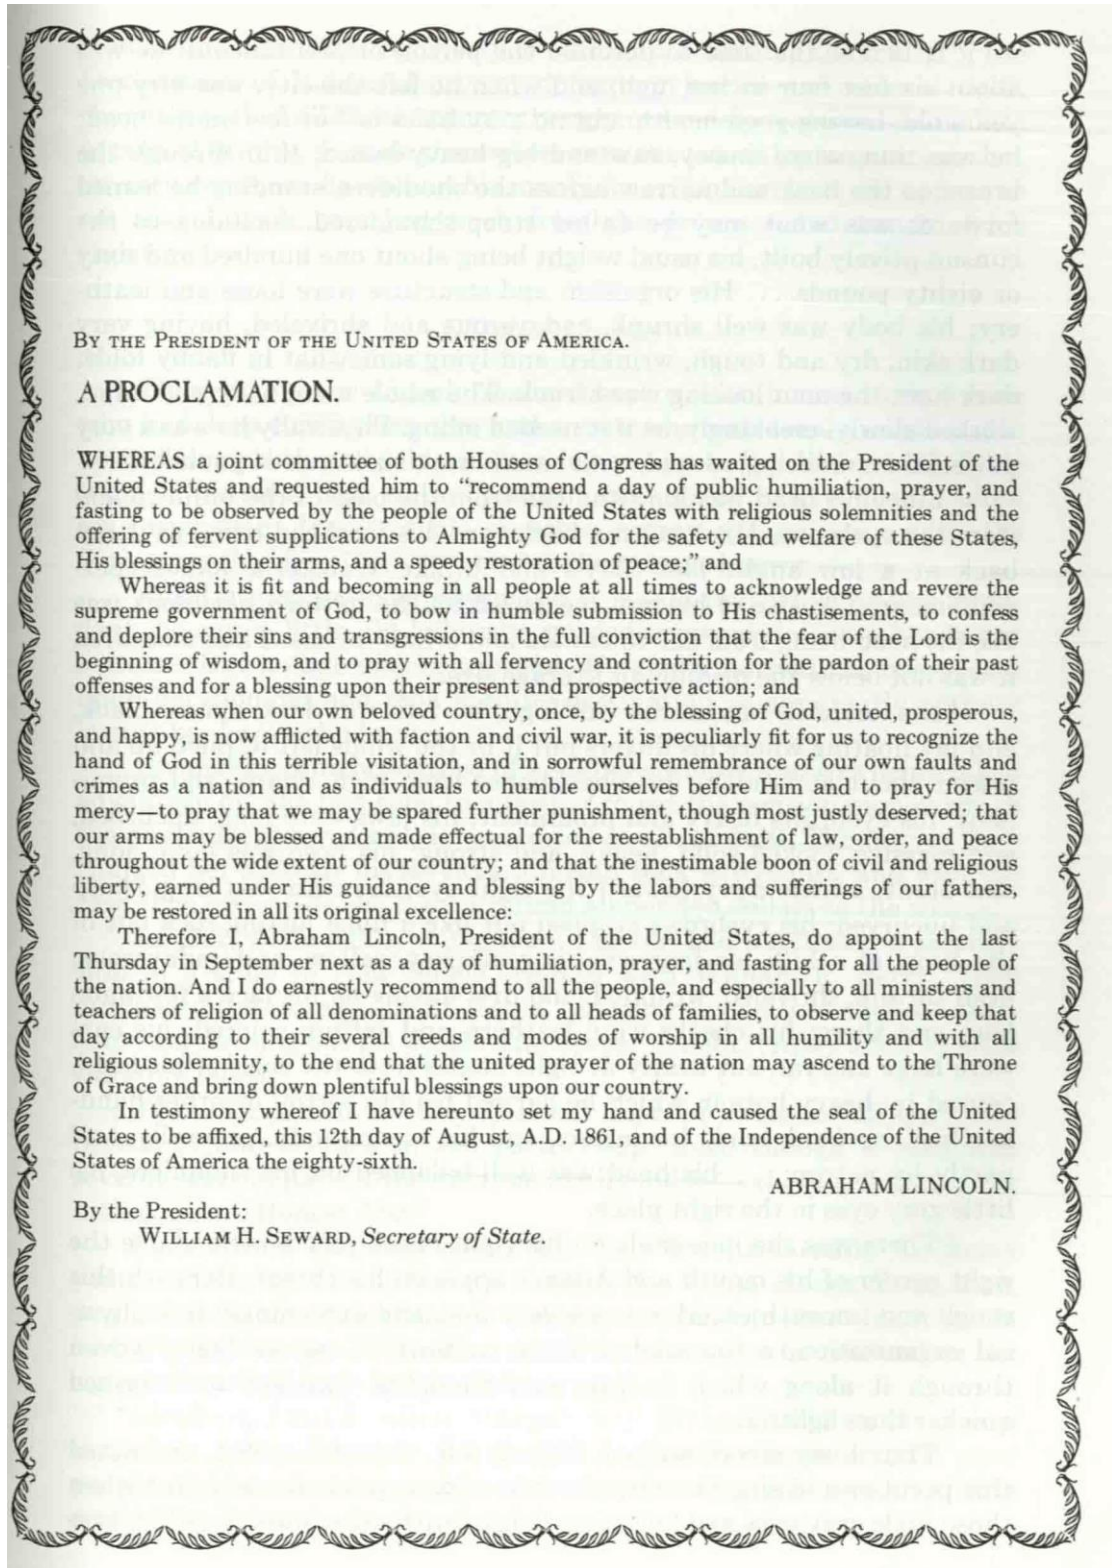 BY THE PRESIDENT OF THE UNITED STATES OF AMERICA.
A PROCLAMATION.
WHEREAS a joint committee of both Houses of Congress has waited on the President of the
United States and requested him to “recommend a day of public humiliation, prayer, and
fasting to be observed by the people of the United States with religious solemnities and the
offering of fervent supplications to Almighty God for the safety and welfare of these States,
His blessings on their arms, and a speedy restoration of peace;” and
Whereas it is fit and becoming in all people at all times to acknowledge and revere the
supreme government of God, to bow in humble submission to His chastisements, to confess
and deplore their sins and transgressions in the full conviction that the fear of the Lord is the
beginning of wisdom, and to pray with all fervency and contrition for the pardon of their past
offenses and for a blessing upon their present and prospective action; and
Whereas when our own beloved country, once, by the blessing of God, united, prosperous,
and happy, is now afflicted with faction and civil war, it is peculiarly fit for us to recognize the
hand of God in this terrible visitation, and in sorrowful remembrance of our own faults and
crimes as a nation and as individuals to humble ourselves before Him and to pray for His
mercy—to pray that we may be spared further punishment, though most justly deserved; that
our arms may be blessed and made effectual for the reestablishment of law, order, and peace
throughout the wide extent of our country; and that the inestimable boon of civil and religious
liberty, earned under His guidance and blessing by the labors and sufferings of our fathers,
may be restored in all its original excellence:
Therefore I, Abraham Lincoln, President of the United States, do appoint the last
Thursday in September next as a day of humiliation, prayer, and fasting for all the people of
the nation. And I do earnestly recommend to all the people, and especially to all ministers and
teachers of religion of all denominations and to all heads of families, to observe and keep that
day according to their several creeds and modes of worship in all humility and with all
religious solemnity, to the end that the united prayer of the nation may ascend to the Throne
of Grace and bring down plentiful blessings upon our country.
In testimony whereof I have hereunto set my hand and caused the seal of the United
States to be affixed, this 12th day of August, A.D. 1861, and of the Independence of the United
States of America the eighty-sixth.
ABRAHAM LINCOLN.
By the President:
WILLIAM H. SEWARD, Secretary of State.